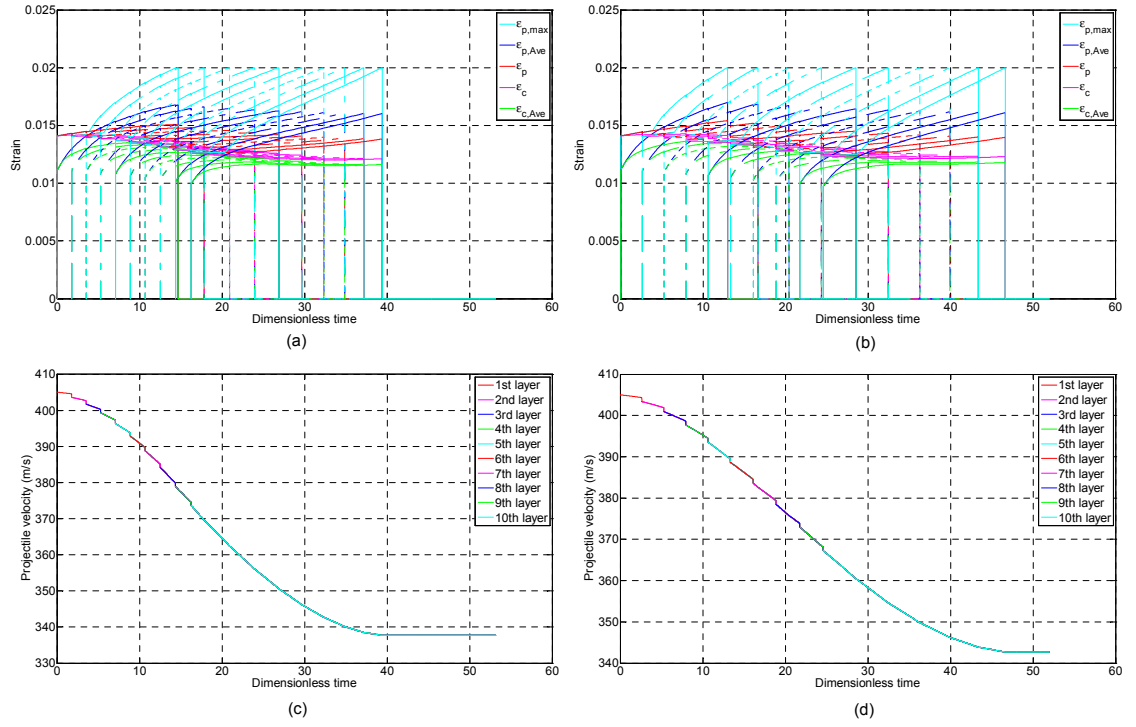 0.025
0.02
0.015
0.01
0.005
0
0 10 20 30 40 50 60
Strain
Dimensionless time
ε_p,max
ε_p,Ave
ε_p
ε_c
ε_c,Ave
(a)
0.025
0.02
0.015
0.01
0.005
0
0 10 20 30 40 50 60
Strain
Dimensionless time
ε_p,max
ε_p,Ave
ε_p
ε_c
ε_c,Ave
(b)
410
400
390
380
370
360
350
340
330
0 10 20 30 40 50 60
Projectile velocity (m/s)
Dimensionless time
1st layer
2nd layer
3rd layer
4th layer
5th layer
6th layer
7th layer
8th layer
9th layer
10th layer
(c)
410
400
390
380
370
360
350
340
0 10 20 30 40 50 60
Projectile velocity (m/s)
Dimensionless time
1st layer
2nd layer
3rd layer
4th layer
5th layer
6th layer
7th layer
8th layer
9th layer
10th layer
(d)